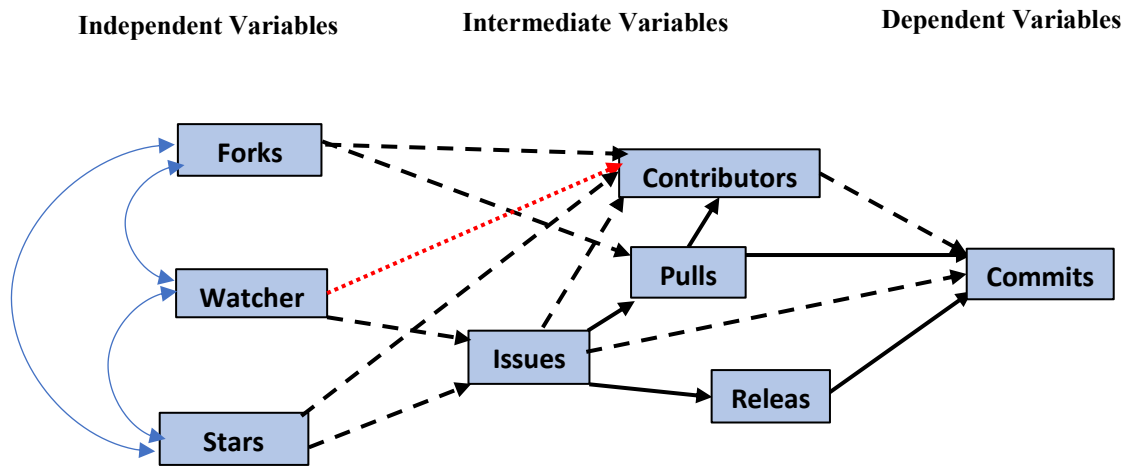 Independent Variables Intermediate Variables Dependent Variables
Forks
Contributors
Pulls
Watcher
Commits
Issues
Releas
Stars